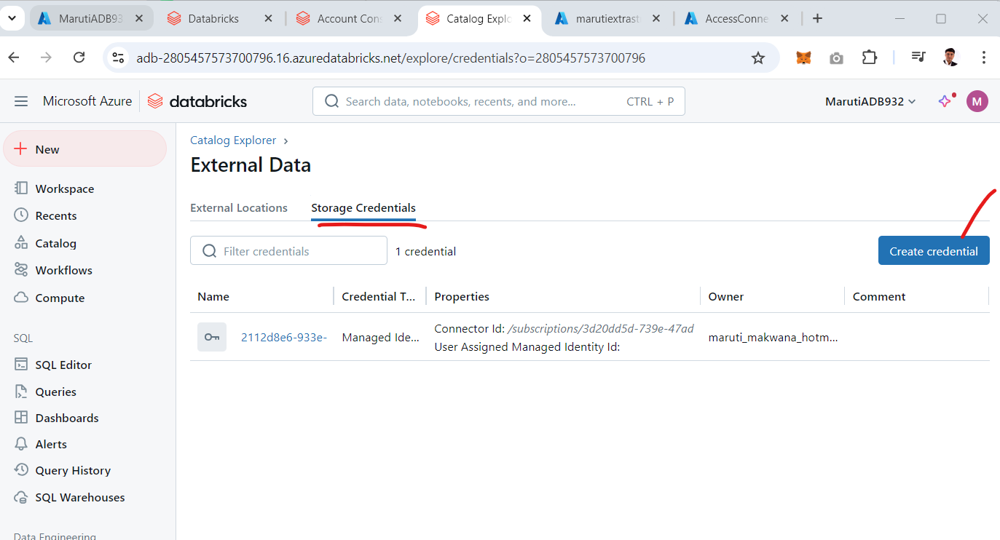 MarutiADB93
Databricks
Account Cons
Catalog Explo
marutiextrast
AccessConne
adb-2805457573700796.16.azuredatabricks.net/explore/credentials?o=2805457573700796
Microsoft Azure databricks
Search data, notebooks, recents, and more... CTRL + P
MarutiADB932
M
New
Workspace
Recents
Catalog
Workflows
Compute
SQL
SQL Editor
Queries
Dashboards
Alerts
Query History
SQL Warehouses
Data Engineering
Catalog Explorer
External Data
External Locations Storage Credentials
Filter credentials 1 credential Create credential
Name Credential T... Properties Owner Comment
2112d8e6-933e- Managed Ide... Connector Id: /subscriptions/3d20dd5d-739e-47ad maruti_makwana_hotm...
User Assigned Managed Identity Id: